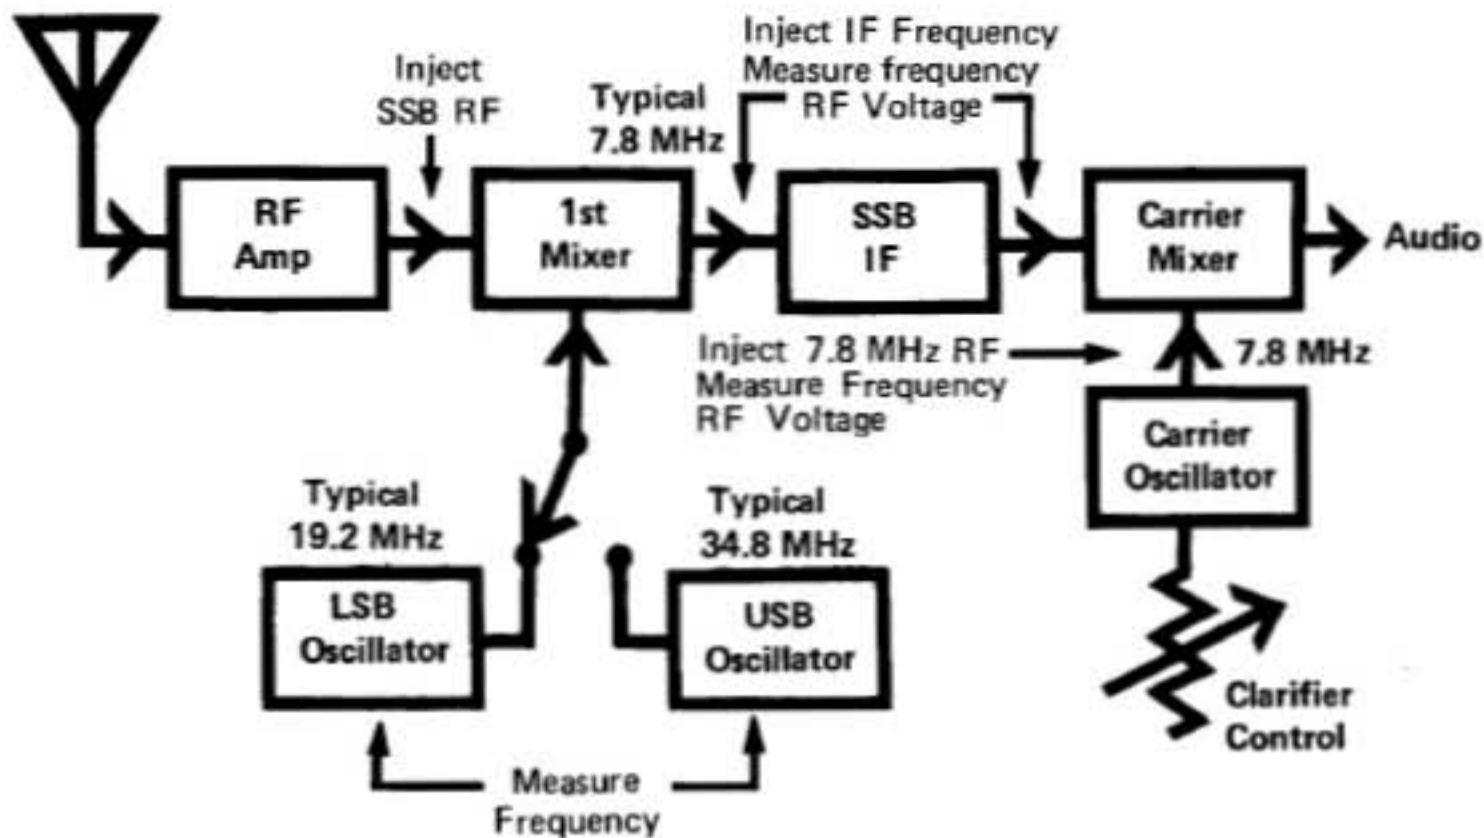 Inject
SSB RF
Typical
7.8 MHz
Inject IF Frequency
Measure frequency
RF Voltage
RF
Amp
1st
Mixer
SSB
IF
Carrier
Mixer
Audio
Inject 7.8 MHz RF
Measure Frequency
RF Voltage
7.8 MHz
Carrier
Oscillator
Typical
19.2 MHz
Typical
34.8 MHz
LSB
Oscillator
USB
Oscillator
Clarifier
Control
Measure
Frequency